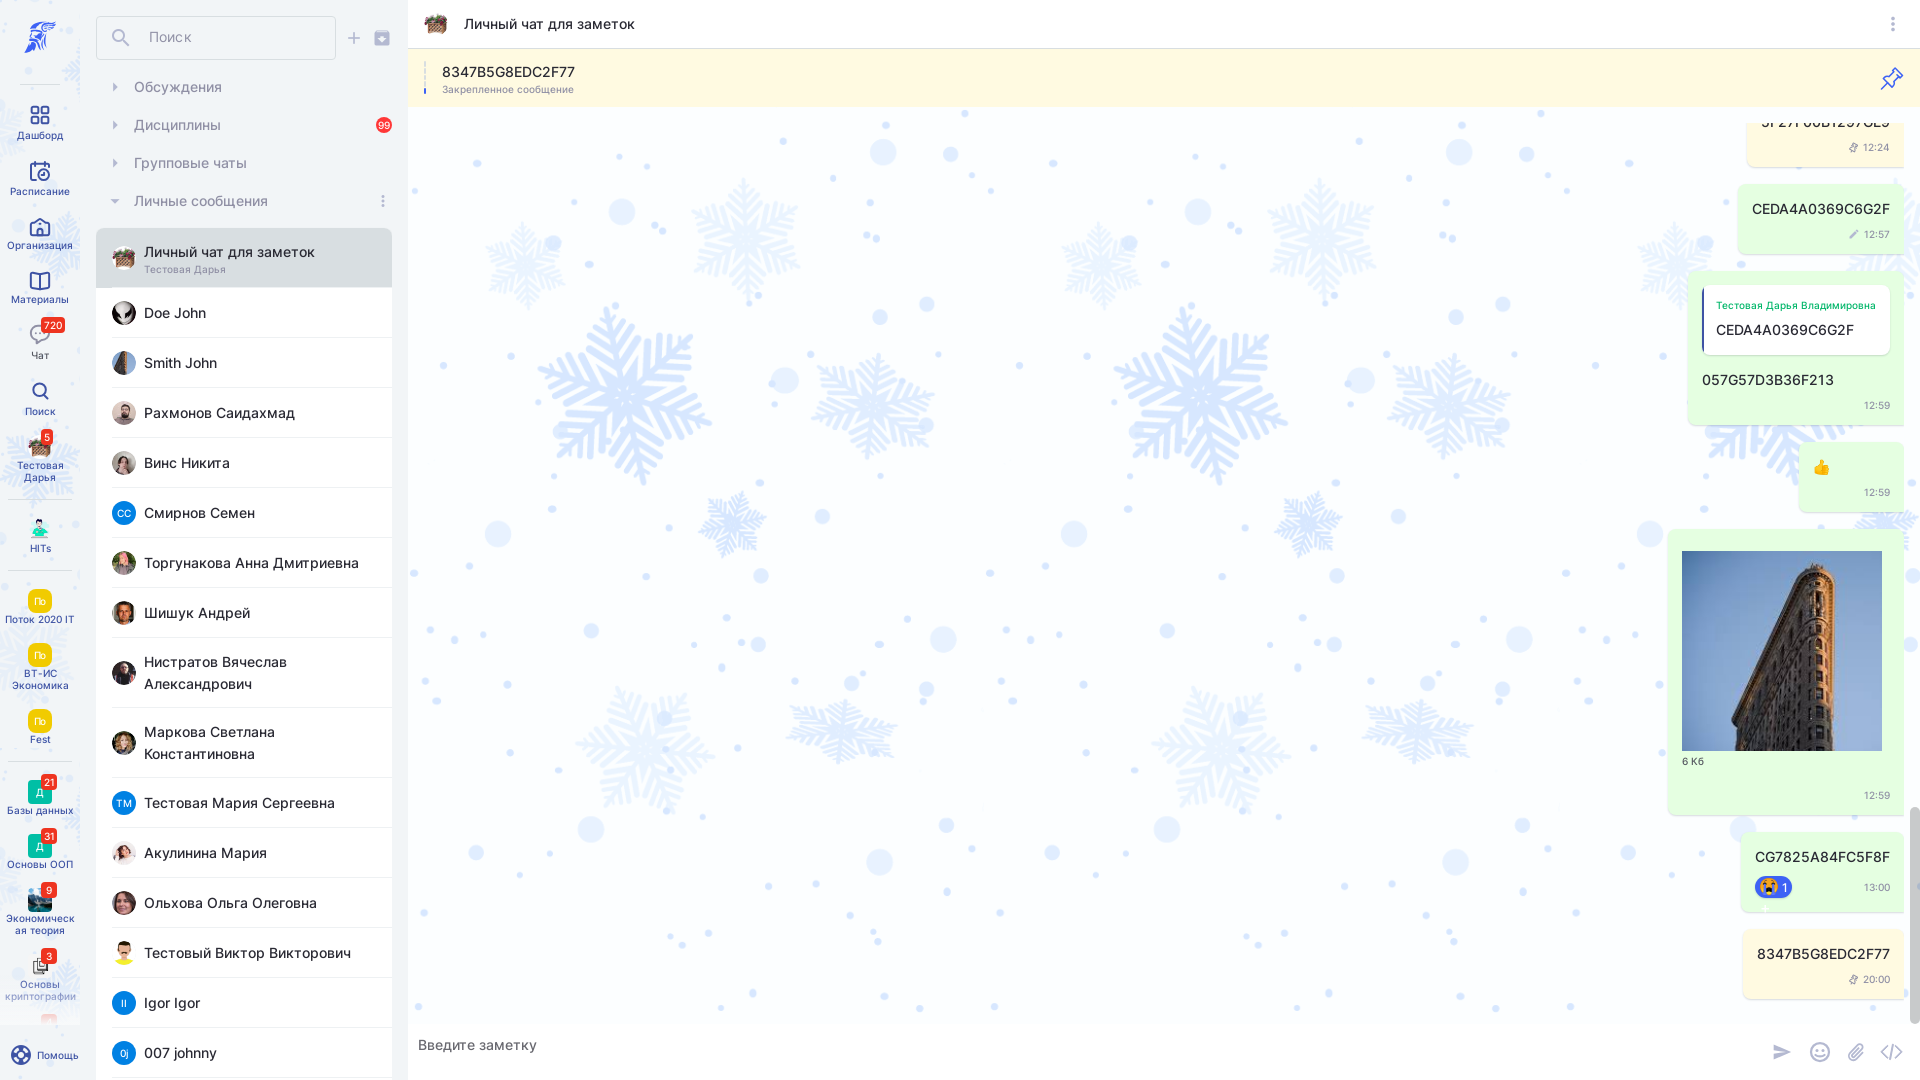 Дашборд
Расписание
Организация
Материалы
720
Чат
Поиск
5
Тестовая
Дарья
HITs
По
Поток 2020 IT
По
ВТ-ИС
Экономика
По
Fest
21
Д
Базы данных
31
Д
Основы ООП
9
Экономическ
ая теория
3
Основы
криптографии
Помощь
Поиск
Обсуждения
Дисциплины
99
Групповые чаты
Личные сообщения
Личный чат для заметок
Тестовая Дарья
Doe John
Smith John
Рахмонов Саидахмад
Винс Никита
СС
Смирнов Семен
Торгунакова Анна Дмитриевна
Шишук Андрей
Нистратов Вячеслав
Александрович
Маркова Светлана
Константиновна
ТМ
Тестовая Мария Сергеевна
Акулинина Мария
Ольхова Ольга Олеговна
Тестовый Виктор Викторович
II
Igor Igor
0j
007 johnny
Личный чат для заметок
8347B5G8EDC2F77
Закрепленное сообщение
12:24
CEDA4A0369C6G2F
12:57
Тестовая Дарья Владимировна
CEDA4A0369C6G2F
057G57D3B36F213
12:59
12:59
6 Кб
12:59
CG7825A84FC5F8F
1
13:00
8347B5G8EDC2F77
20:00
Введите заметку